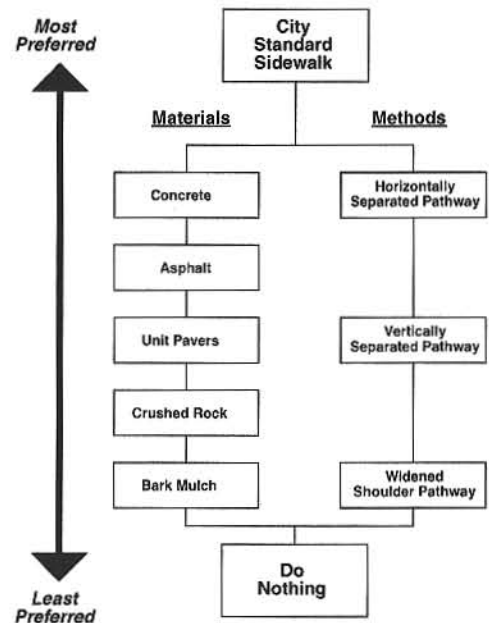 Most
Preferred
City
Standard
Sidewalk
Materials
Methods
Concrete
Horizontally
Separated Pathway
Asphalt
Unit Pavers
Vertically
Separated Pathway
Crushed Rock
Bark Mulch
Widened
Shoulder Pathway
Do
Nothing
Least
Preferred